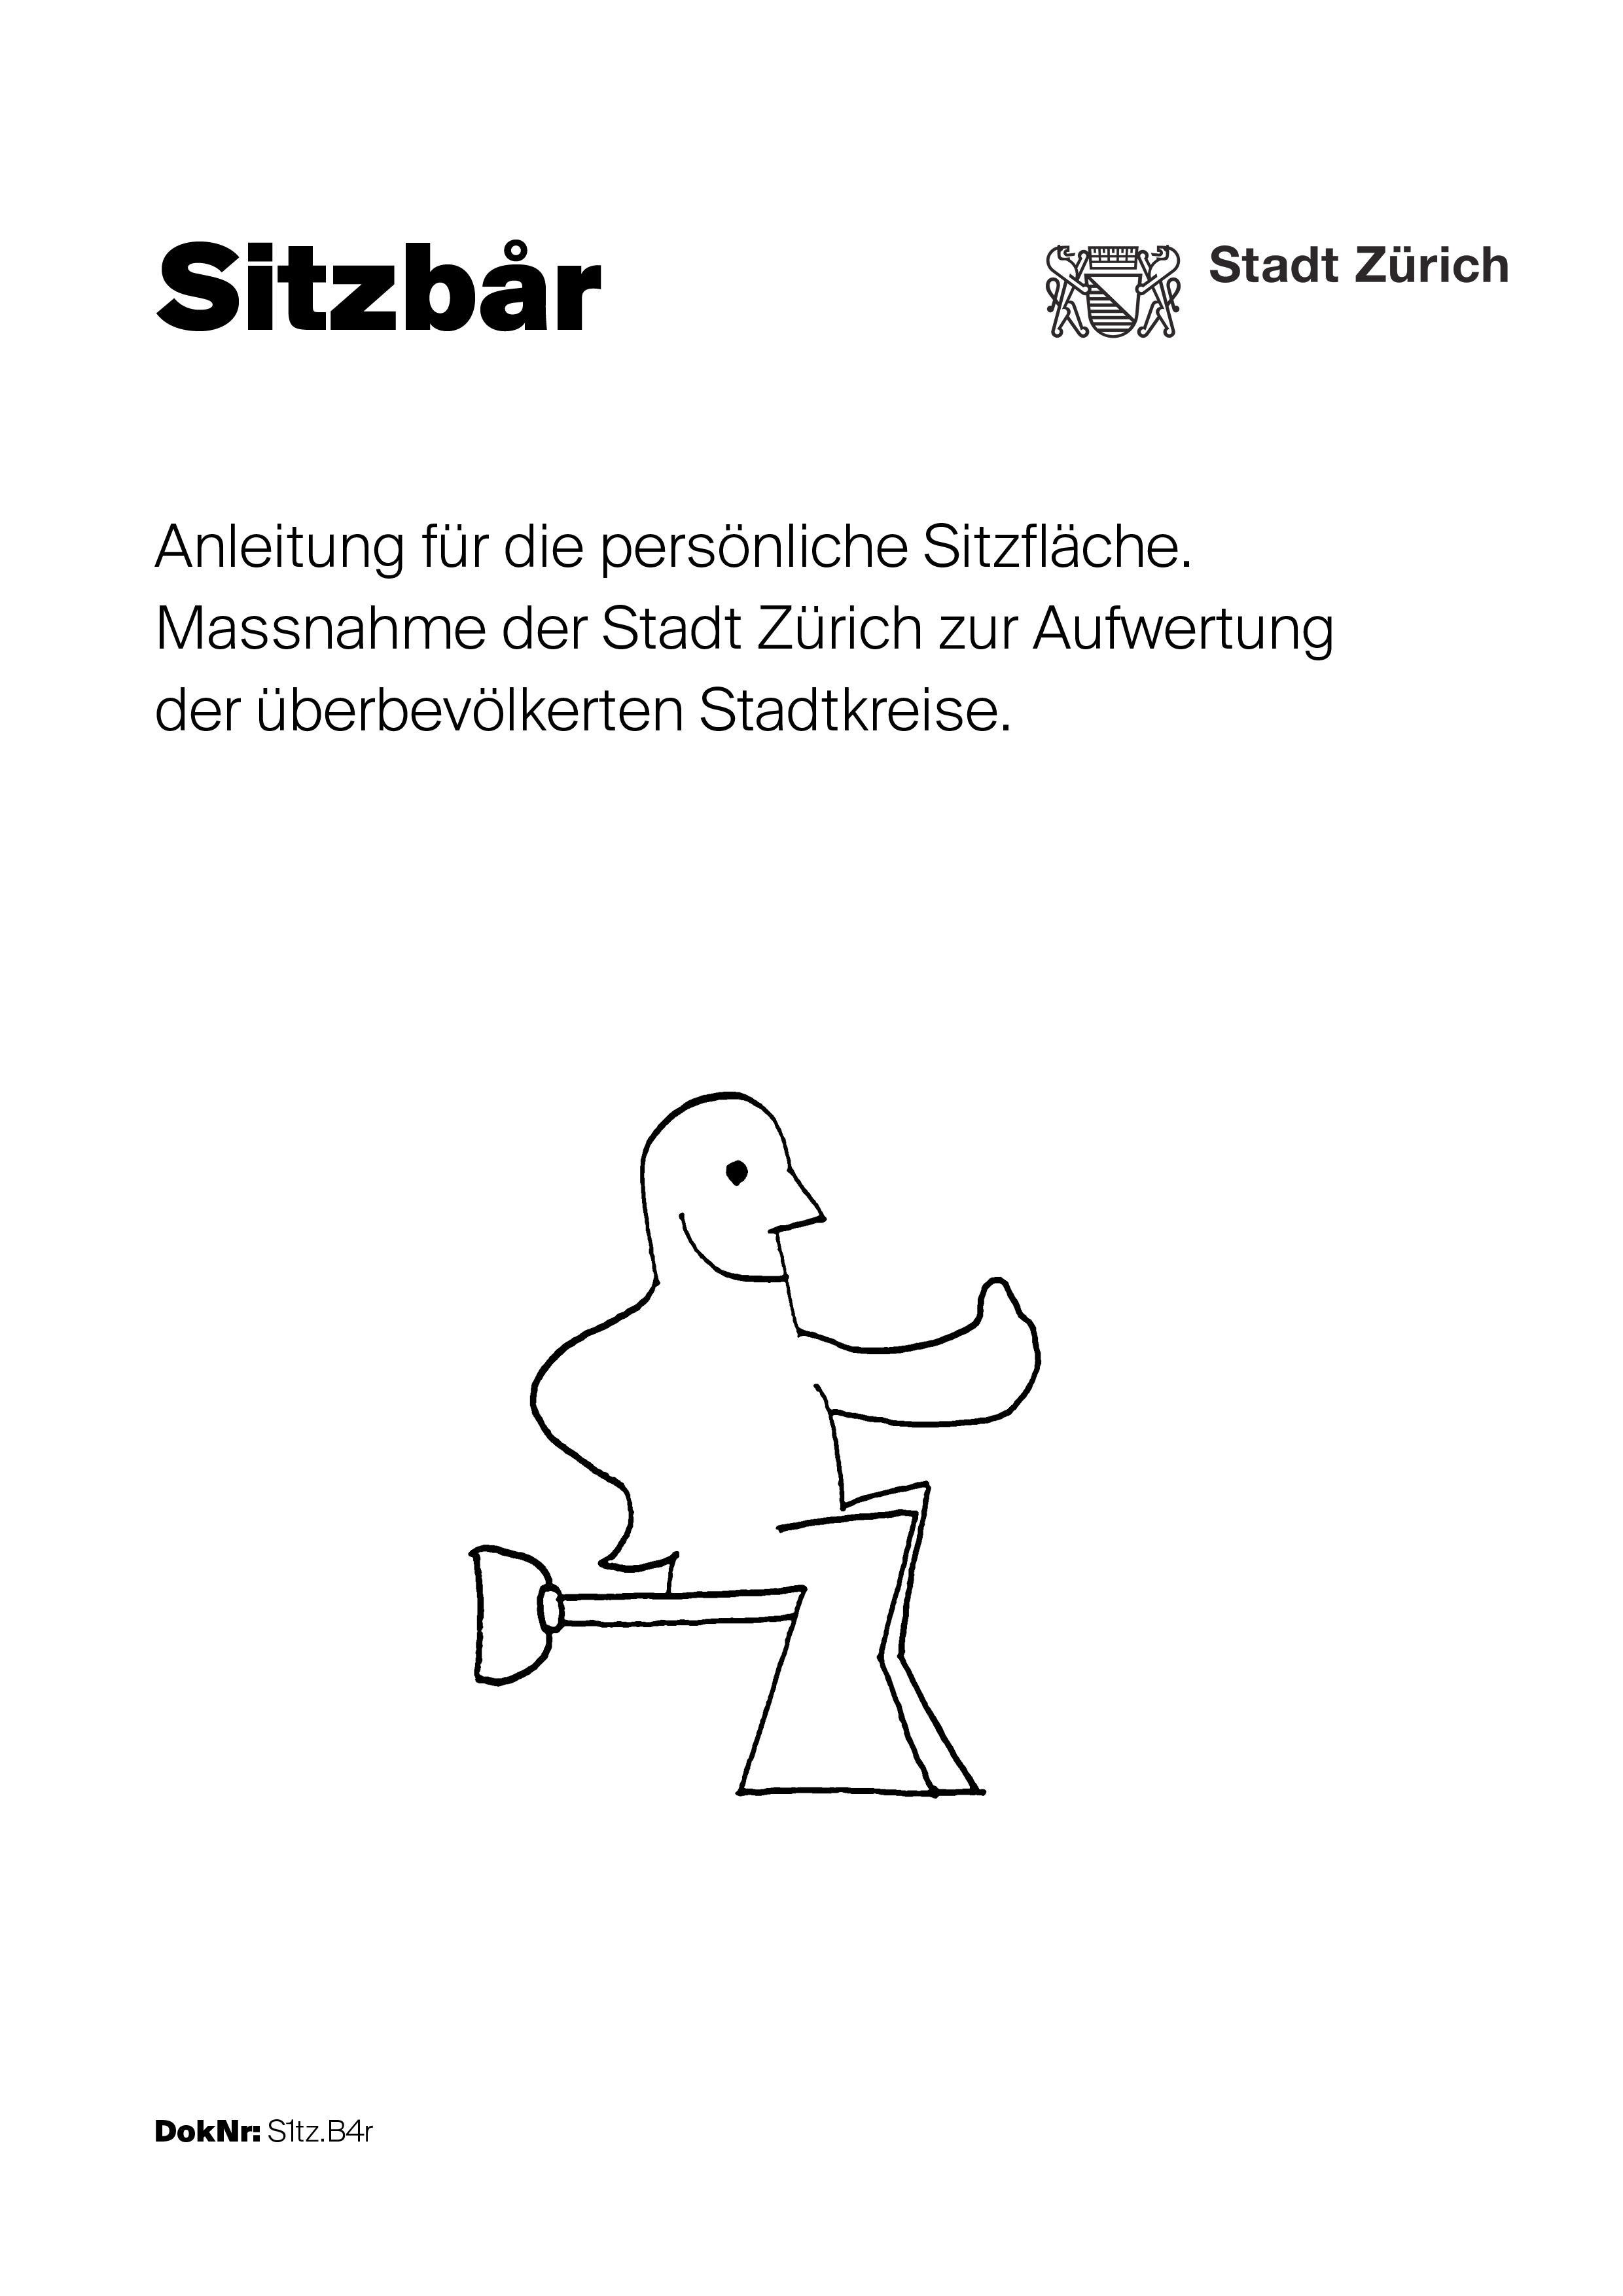 Sitzbår
Stadt Zürich
Anleitung für die persönliche Sitzfläche.
Massnahme der Stadt Zürich zur Aufwertung
der überbevölkerten Stadtkreise.
DokNr: S1tz.B4r